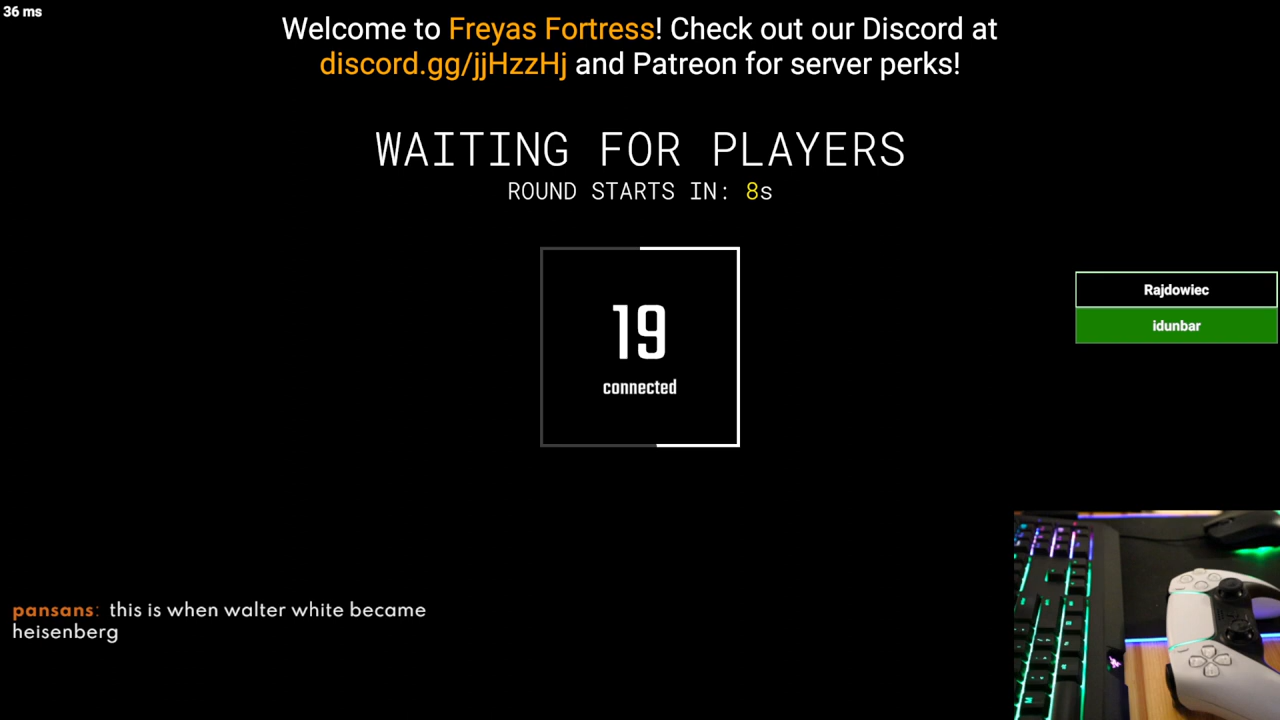 36 ms
Welcome to Freyas Fortress! Check out our Discord at
discord.gg/jjHzzHj and Patreon for server perks!
WAITING FOR PLAYERS
ROUND STARTS IN: 8s
19
connected
Rajdowiec
idunbar
pansans: this is when walter white became
heisenberg